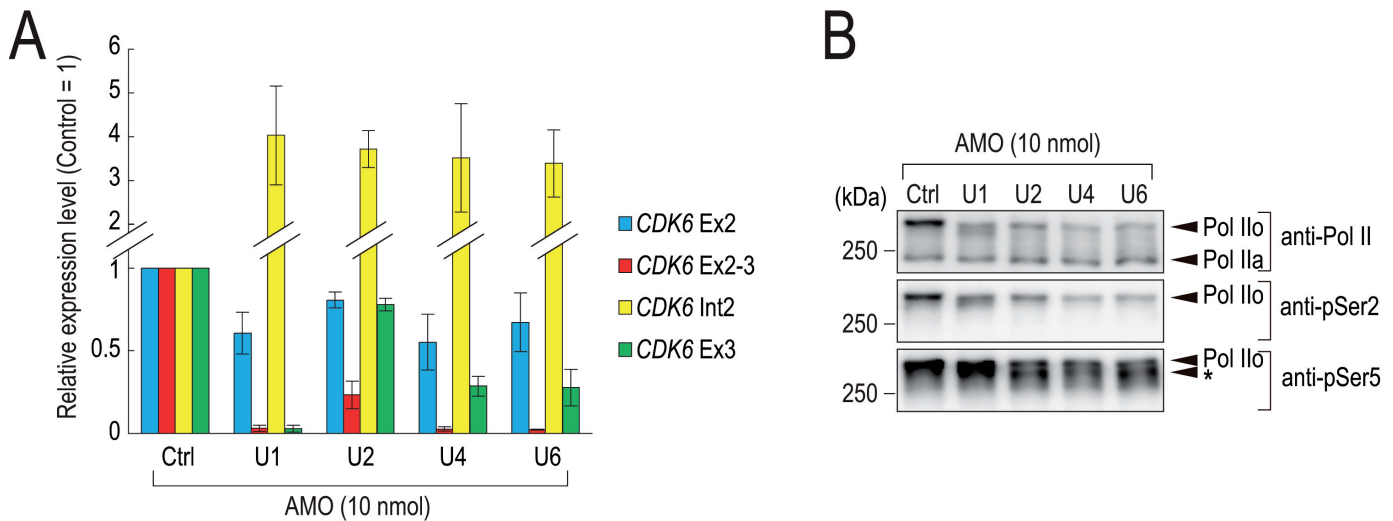 A
Relative expression level (Control = 1)
6
5
4
3
2
1
0.5
0
Ctrl U1 U2 U4 U6
AMO (10 nmol)
CDK6 Ex2
CDK6 Ex2-3
CDK6 Int2
CDK6 Ex3
B
AMO (10 nmol)
(kDa) Ctrl U1 U2 U4 U6
Pol IIo
250
Pol IIa
anti-Pol II
Pol IIo
250
anti-pSer2
Pol IIo
*
250
anti-pSer5